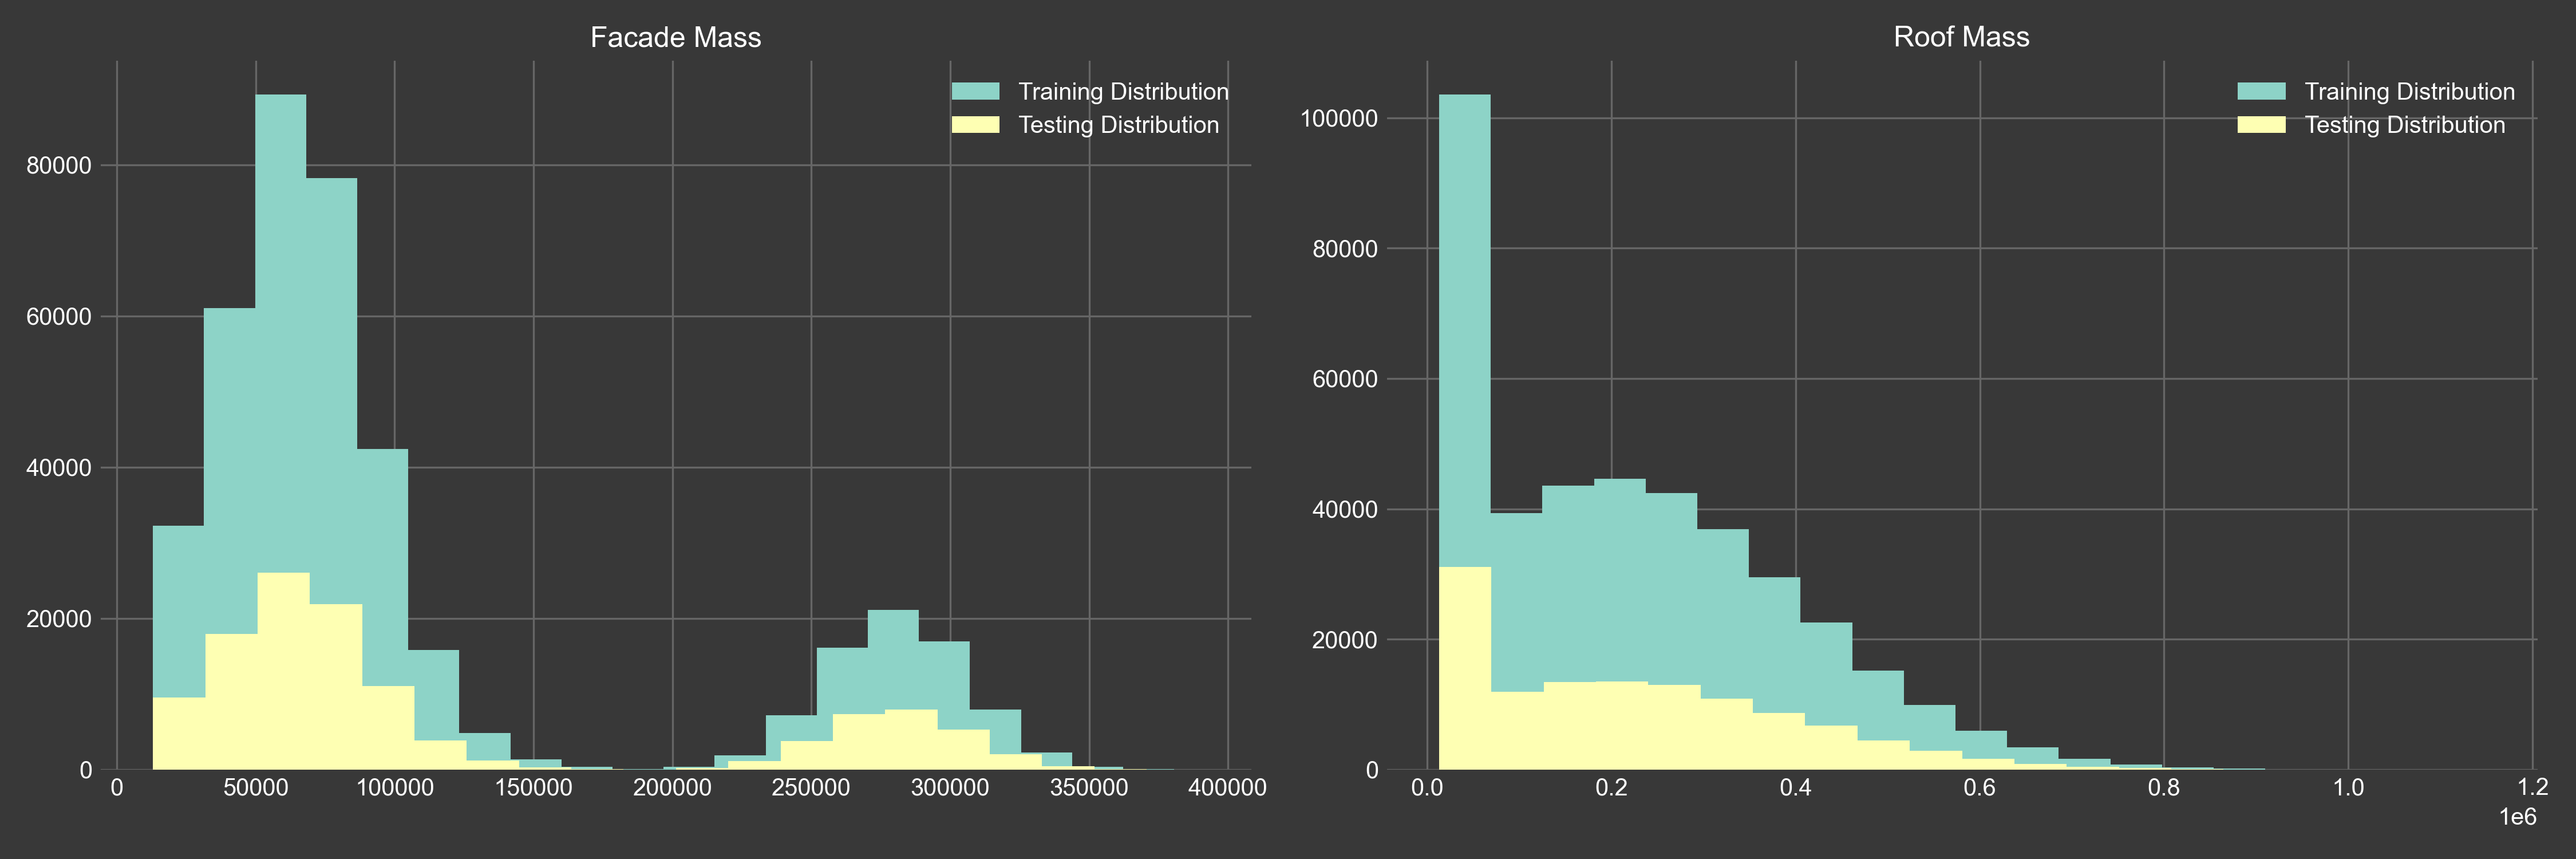 Facade Mass
Training Distribution
Testing Distribution
80000
60000
40000
20000
0
0 50000 100000 150000 200000 250000 300000 350000 400000
Roof Mass
Training Distribution
Testing Distribution
100000
80000
60000
40000
20000
0
0.0 0.2 0.4 0.6 0.8 1.0 1.2
1e6